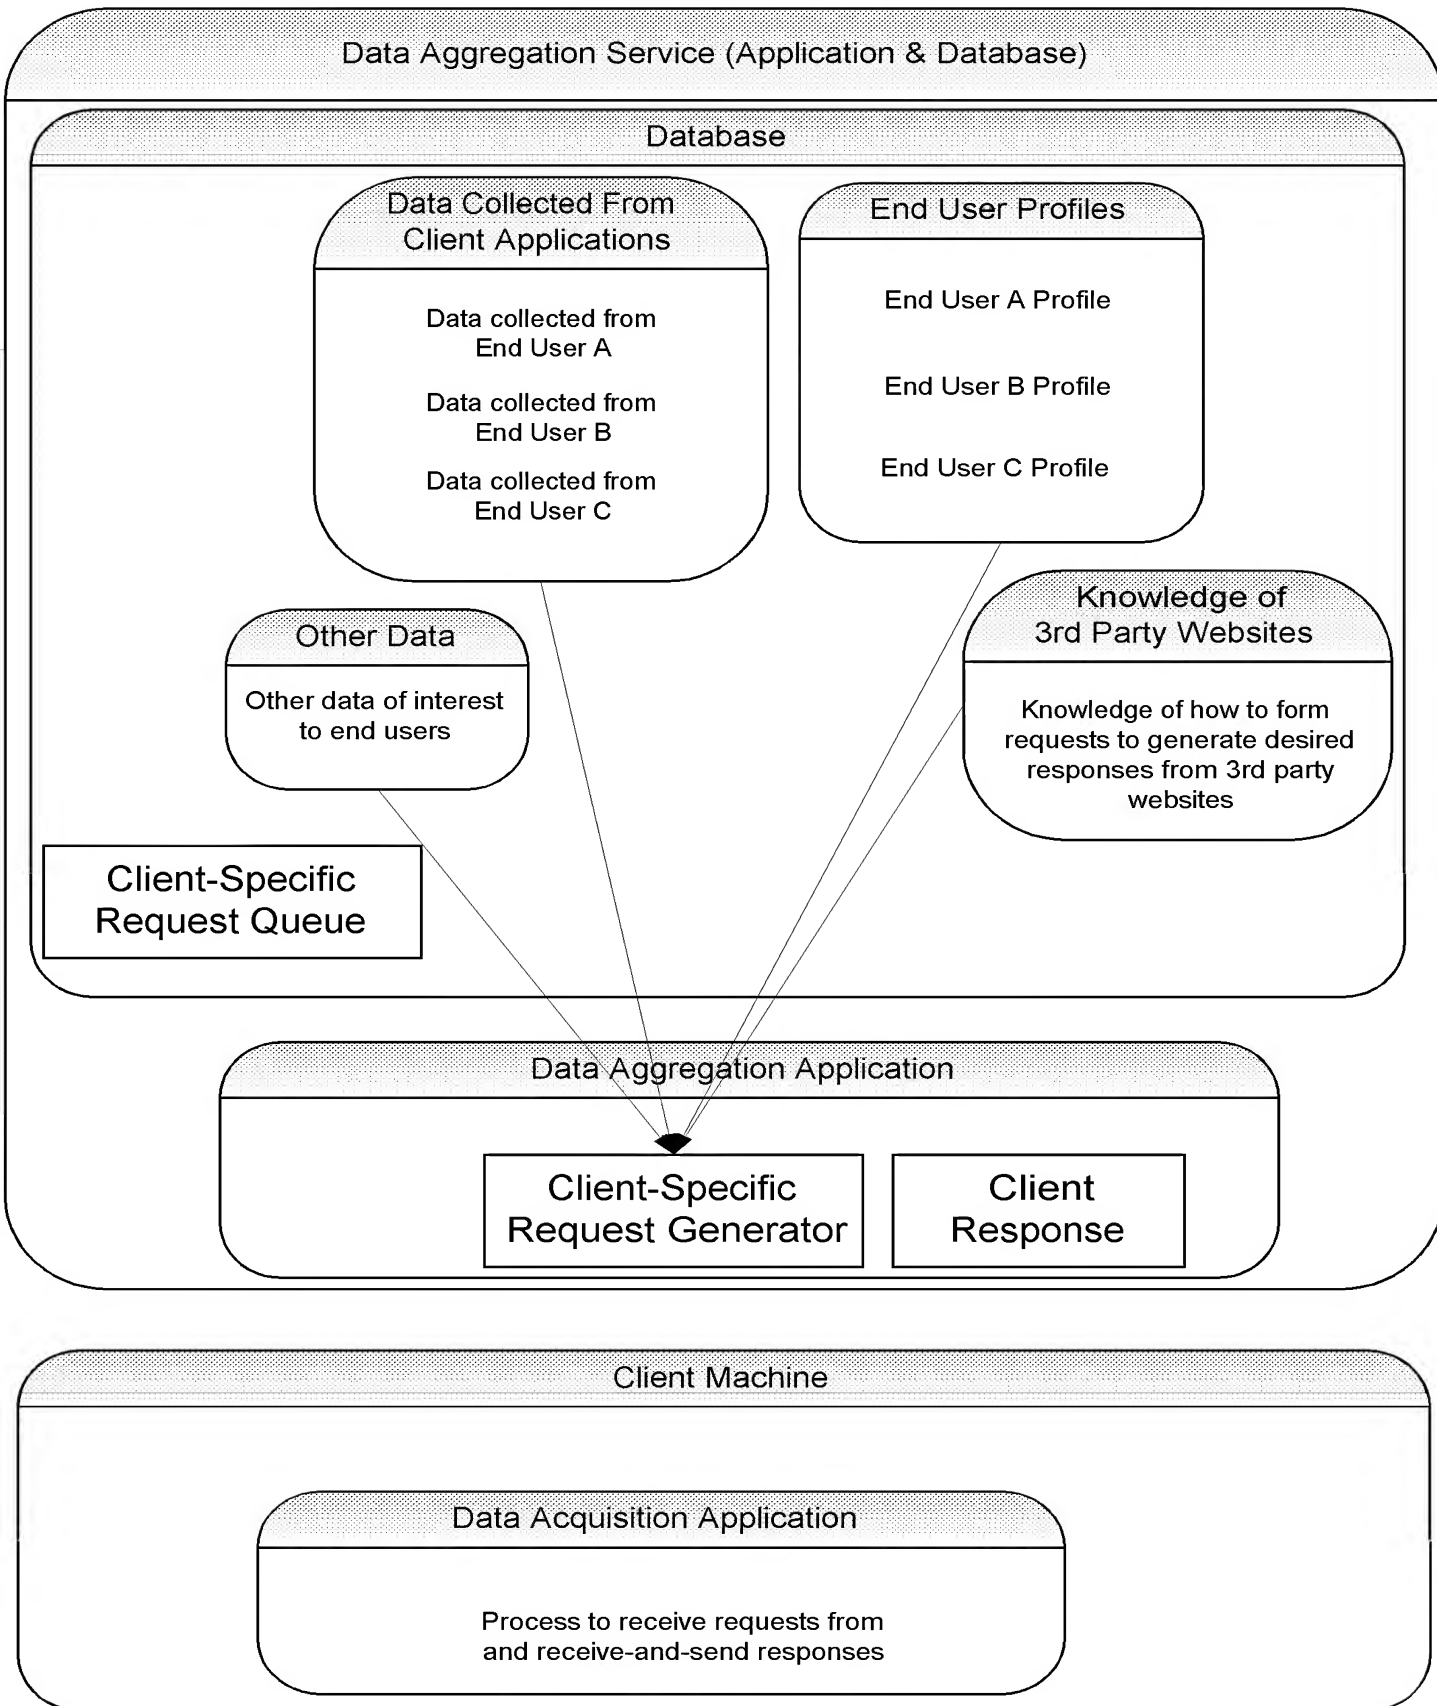 Data Aggregation Service (Application & Database)
Database
Data Collected From
Client Applications
Data collected from
End User A
Data collected from
End User B
Data collected from
End User C
End User Profiles
End User A Profile
End User B Profile
End User C Profile
Other Data
Other data of interest
to end users
Knowledge of
3rd Party Websites
Knowledge of how to form
requests to generate desired
responses from 3rd party
websites
Client-Specific
Request Queue
Data Aggregation Application
Client-Specific
Request Generator
Client
Response
Client Machine
Data Acquisition Application
Process to receive requests from
and receive-and-send responses